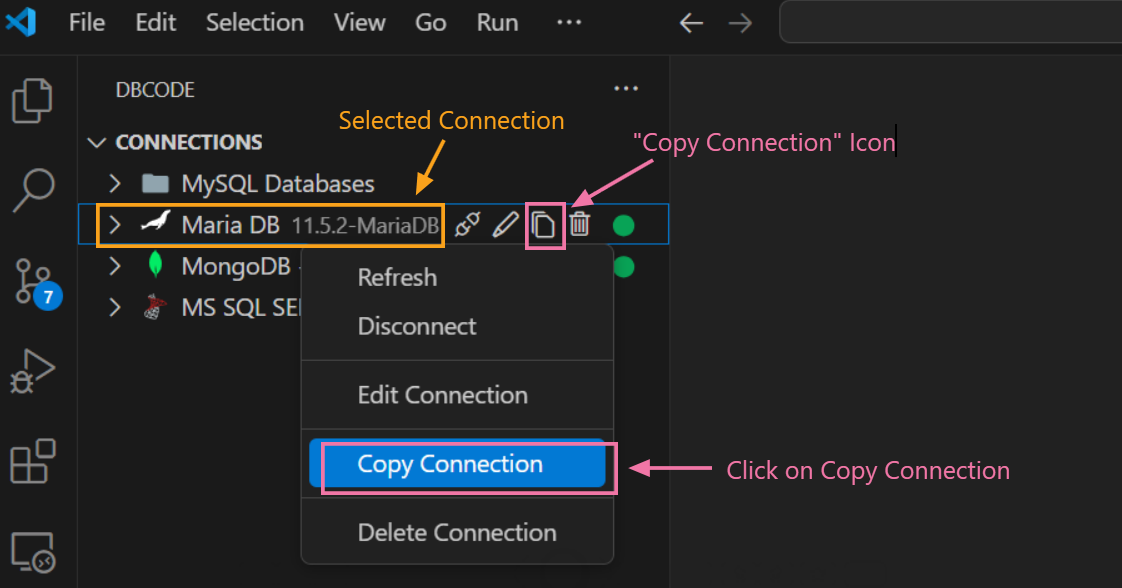 File Edit Selection View Go Run ···
DBCODE ···
Selected Connection
"Copy Connection" Icon
CONNECTIONS
MySQL Databases
Maria DB 11.5.2-MariaDB
MongoDB
MS SQL SE
7
Refresh
Disconnect
Edit Connection
Copy Connection
Click on Copy Connection
Delete Connection